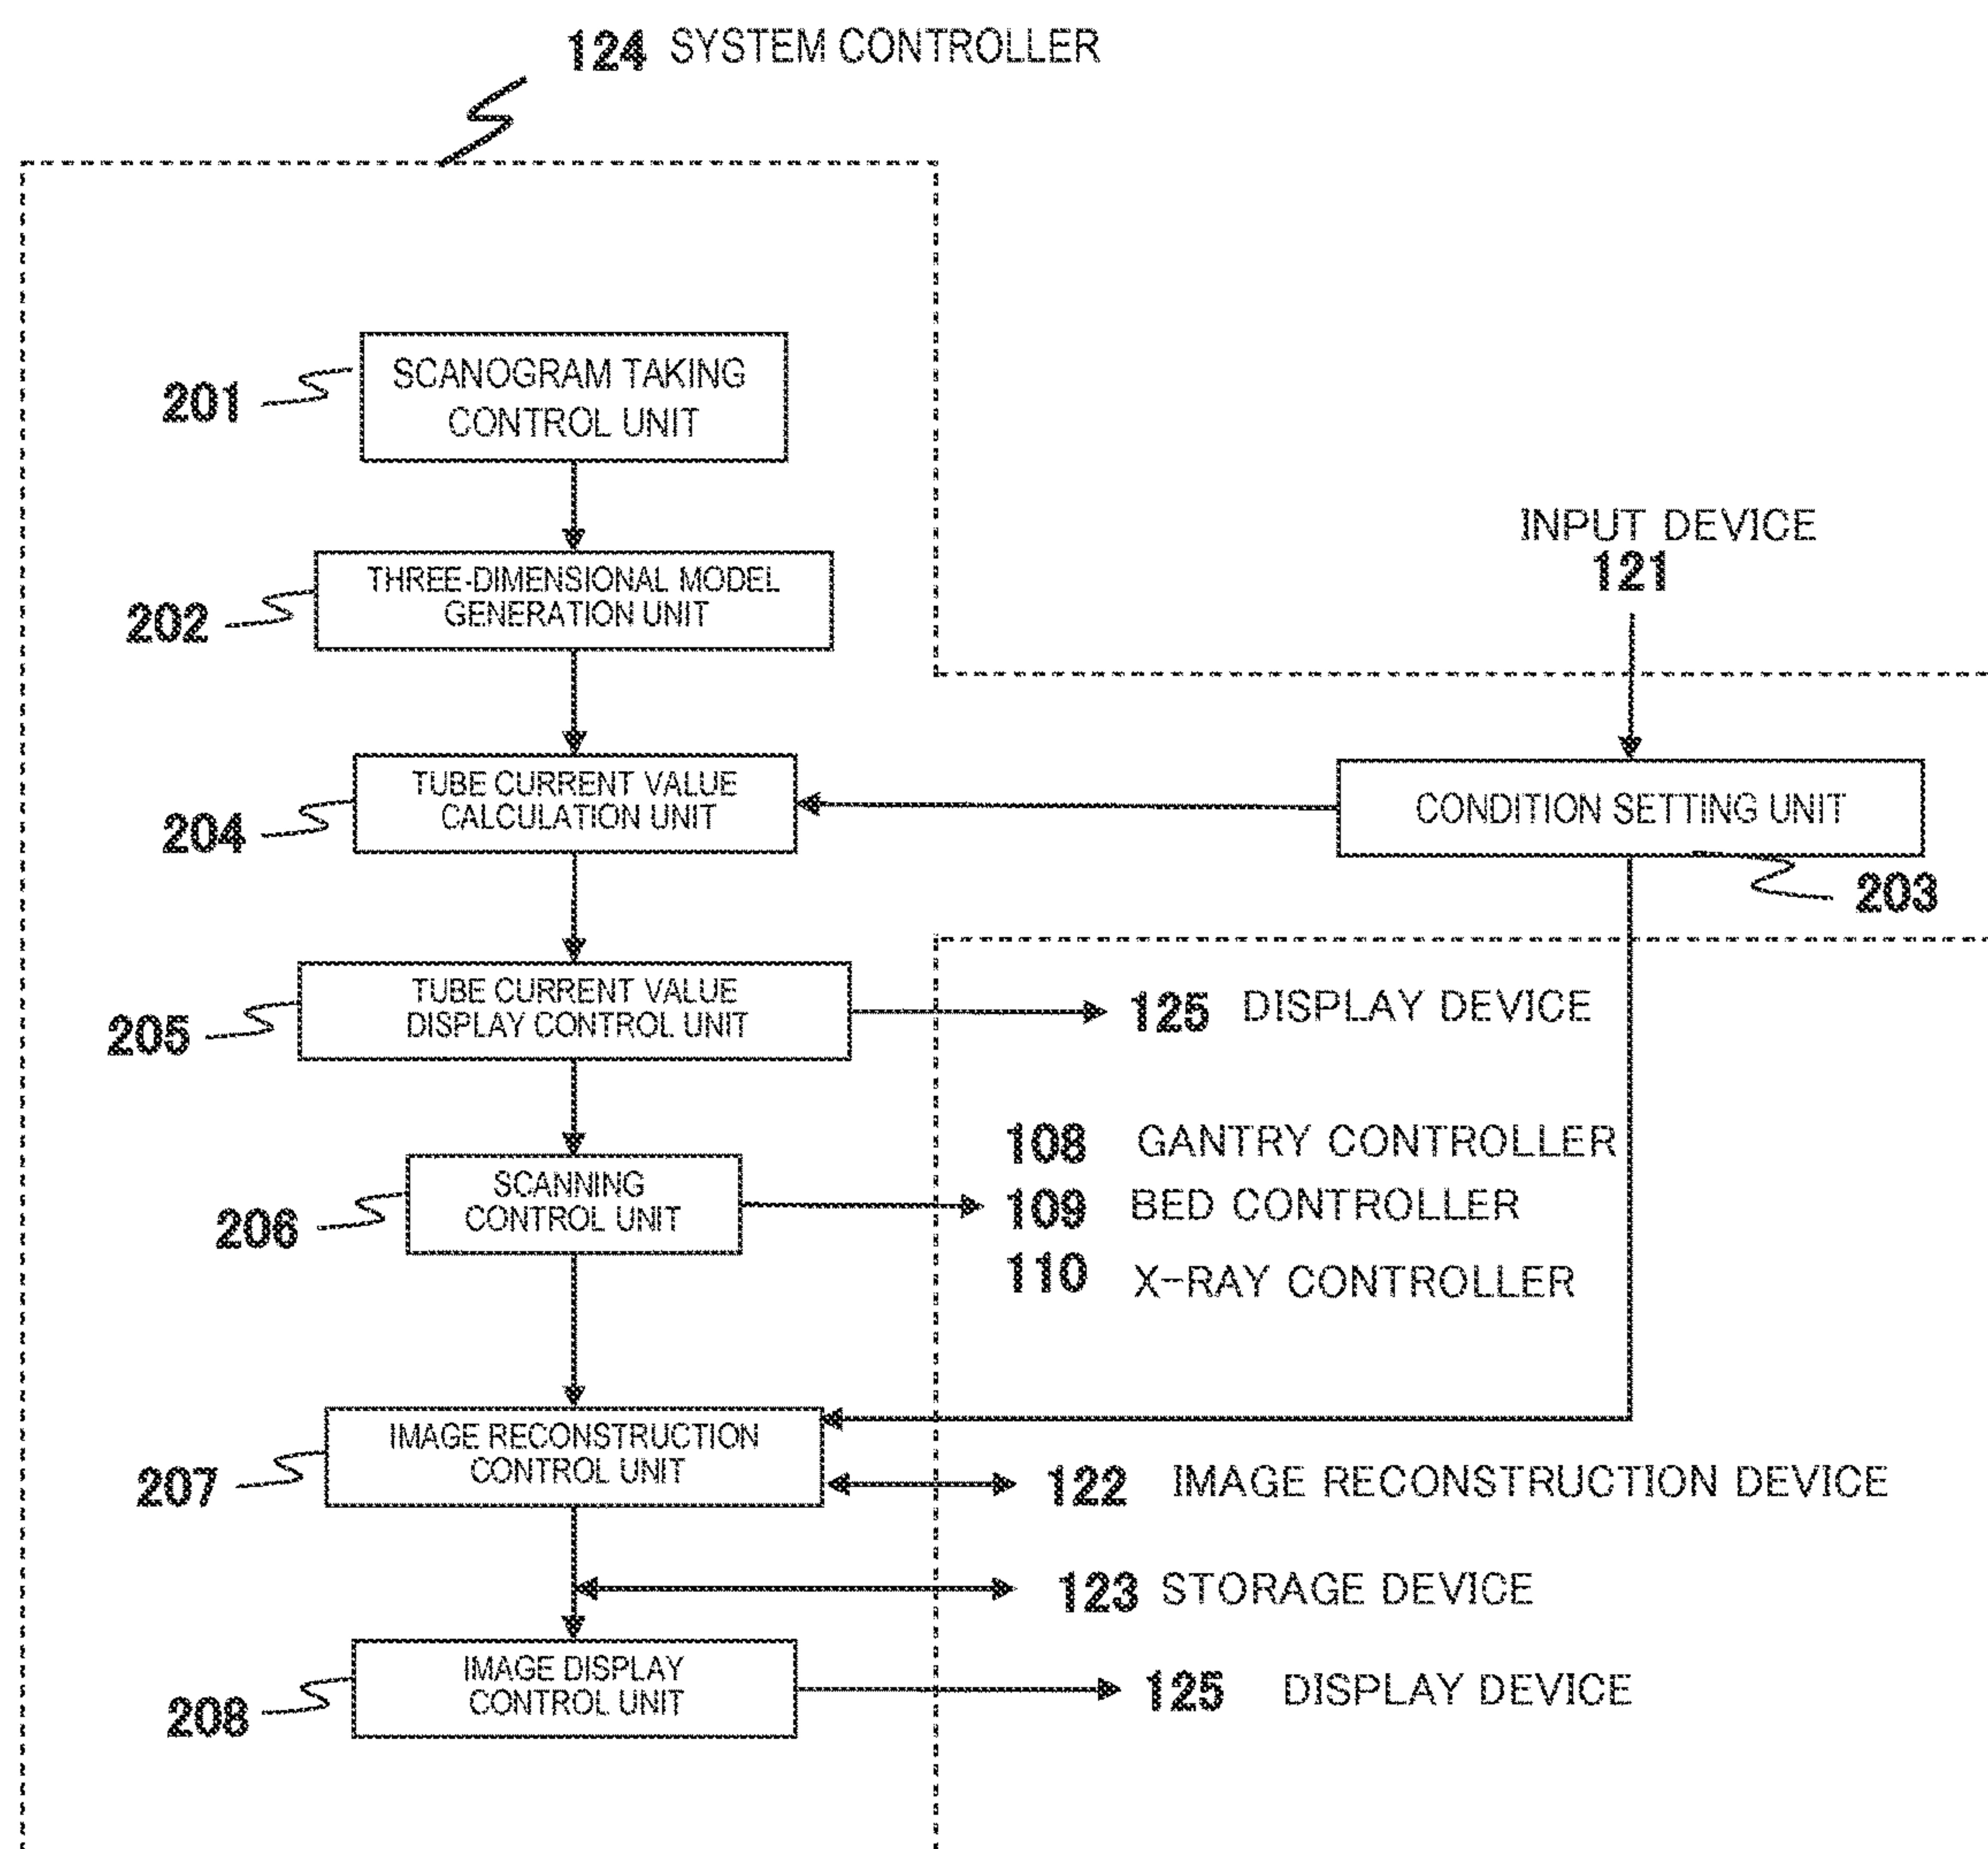 124 SYSTEM CONTROLLER
201
SCANOGRAM TAKING
CONTROL UNIT
INPUT DEVICE
121
202
THREE-DIMENSIONAL MODEL
GENERATION UNIT
204
TUBE CURRENT VALUE
CALCULATION UNIT
CONDITION SETTING UNIT
203
205
TUBE CURRENT VALUE
DISPLAY CONTROL UNIT
125 DISPLAY DEVICE
206
SCANNING
CONTROL UNIT
108 GANTRY CONTROLLER
109 BED CONTROLLER
110 X-RAY CONTROLLER
207
IMAGE RECONSTRUCTION
CONTROL UNIT
122 IMAGE RECONSTRUCTION DEVICE
123 STORAGE DEVICE
208
IMAGE DISPLAY
CONTROL UNIT
125 DISPLAY DEVICE